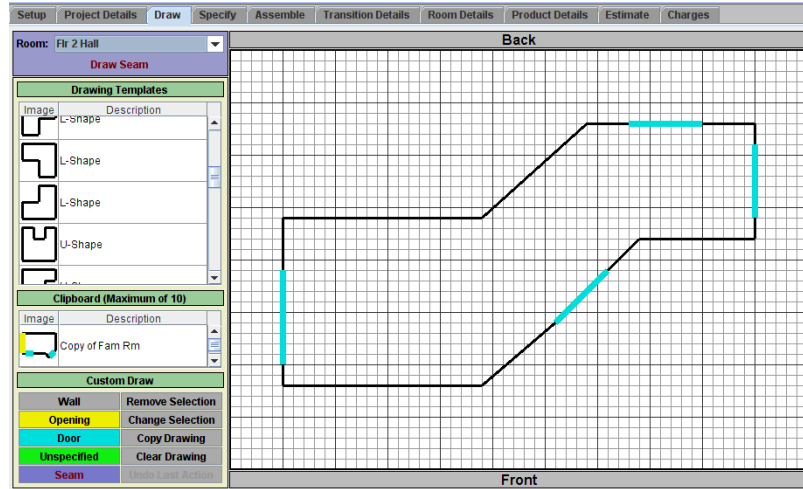 Setup Project Details Draw Specify Assemble Transition Details Room Details Product Details Estimate Charges
Room: Flr 2 Hall
Draw Seam
Back
Drawing Templates
Image Description
L-Shape
L-Shape
L-Shape
U-Shape
Clipboard (Maximum of 10)
Image Description
Copy of Fam Rm
Custom Draw
Wall Remove Selection
Opening Change Selection
Door Copy Drawing
Unspecified Clear Drawing
Seam Undo Last Action
Front